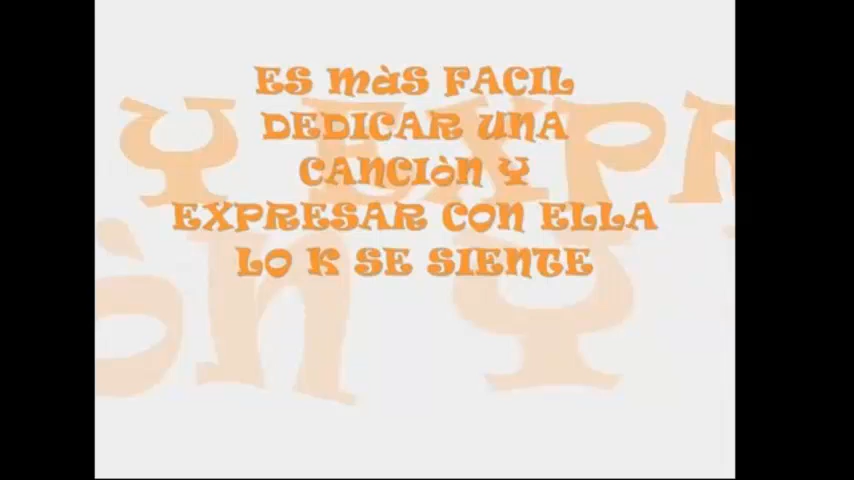 ES MàS FACIL
DEDICAR UNA
CANCIòN Y
EXPRESAR CON ELLA
LO K SE SIENTE